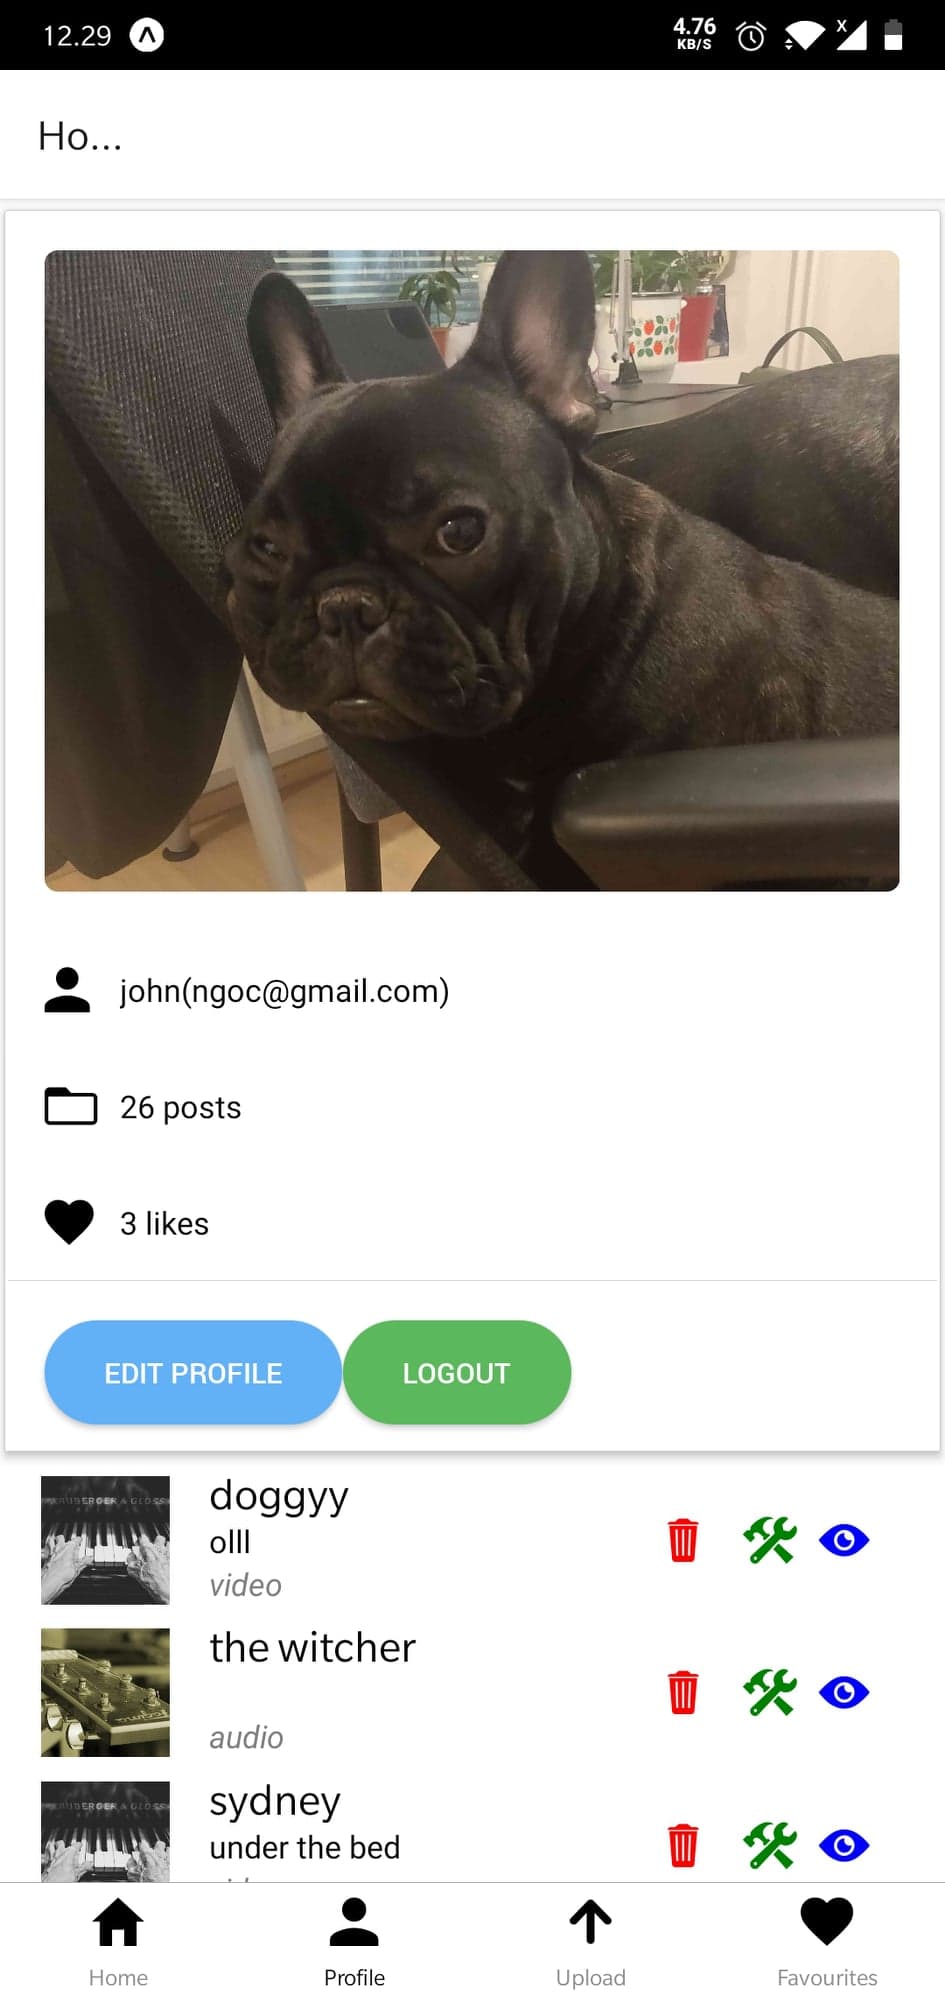 12.29
4.76
KB/S
X
Ho...
john(ngoc@gmail.com)
26 posts
3 likes
EDIT PROFILE
LOGOUT
doggyy
olll
video
the witcher
audio
sydney
under the bed
Home
Profile
Upload
Favourites